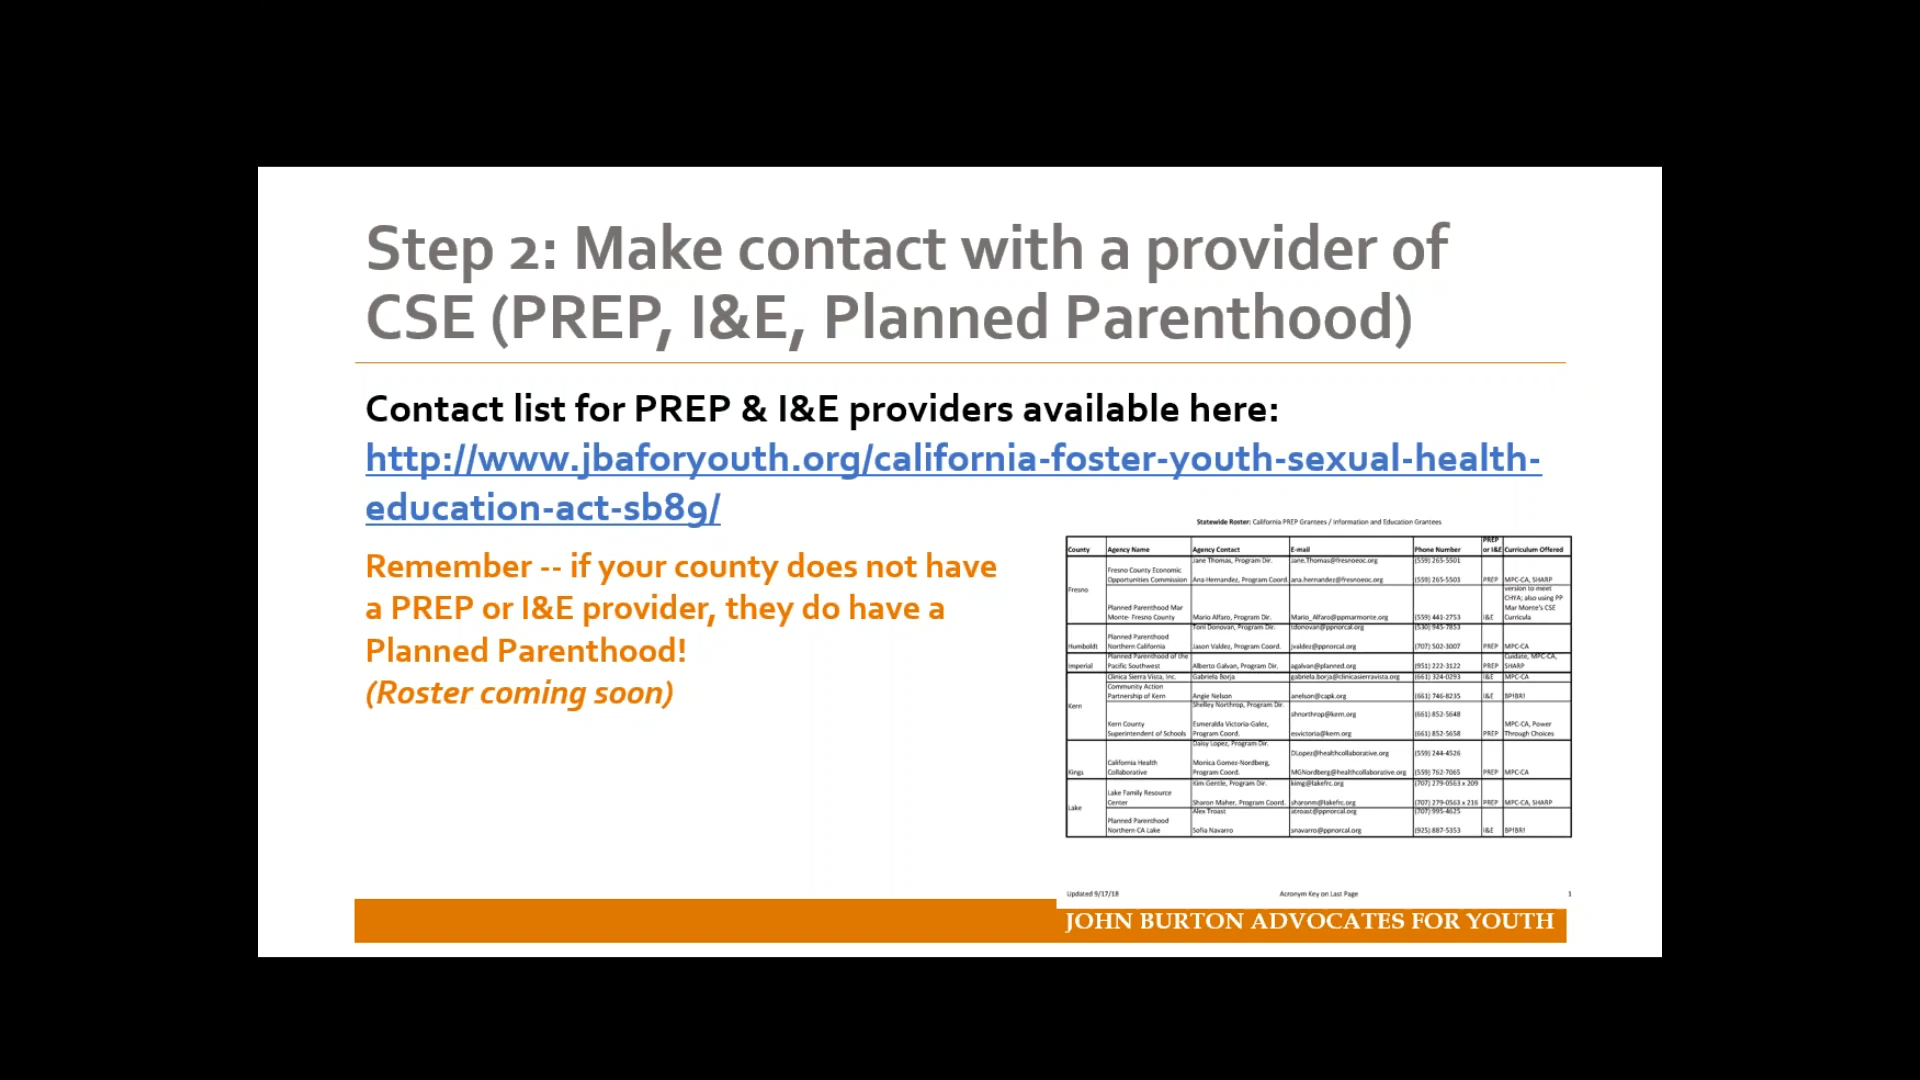 Step 2: Make contact with a provider of
CSE (PREP, I&E, Planned Parenthood)
Contact list for PREP & I&E providers available here:
http://www.jbaforyouth.org/california-foster-youth-sexual-health-
education-act-sb89/
Remember -- if your county does not have
a PREP or I&E provider, they do have a
Planned Parenthood!
(Roster coming soon)
Statewide Roster: California PREP Grantees / Information and Education Grantees
PREP
County Agency Name Agency Contact E-mail Phone Number or I&E Curriculum Offered
Jane Thomas, Program Dir. Jane.Thomas@fresnoeoc.org (559) 265-5501
Fresno County Economic
Opportunities Commission Ana Hernandez, Program Coord. ana.hernandez@fresnoeoc.org (559) 265-5503 PREP MPC-CA, SHARP
Fresno
version to meet
CHYA; also using PP
Planned Parenthood Mar Mar Monte's CSE
Monte- Fresno County Mario Alfaro, Program Dir. Mario_Alfaro@ppmarmonte.org (559) 441-2753 I&E Curricula
Toni Donovan, Program Dir. tdonovan@ppnorcal.org (530) 945-7853
Planned Parenthood
Humboldt Northern California Jason Valdez, Program Coord. jvaldez@ppnorcal.org (707) 502-3007 PREP MPC-CA
Planned Parenthood of the Cuidate, MPC-CA,
Imperial Pacific Southwest Alberto Galvan, Program Dir. agalvan@planned.org (951) 222-3122 PREP SHARP
Clinica Sierra Vista, Inc. Gabriela Borja gabriela.borja@clinicasierravista.org (661) 324-0293 I&E MPC-CA
Community Action
Partnership of Kern Angie Nelson anelson@capk.org (661) 746-8235 I&E BP!BR!
Kern
Shelley Northrop, Program Dir.
shnorthrop@kern.org (661) 852-5648
Kern County Esmeralda Victoria-Galez, MPC-CA, Power
Superintendent of Schools Program Coord. esvictoria@kern.org (661) 852-5658 PREP Through Choices
Daisy Lopez, Program Dir.
DLopez@healthcollaborative.org (559) 244-4526
California Health Monica Gomez-Nordberg,
Kings Collaborative Program Coord. MGNordberg@healthcollaborative.org (559) 762-7065 PREP MPC-CA
Kim Gentle, Program Dir. kimg@lakefrc.org (707) 279-0563 x 209
Lake Family Resource
Center Sharon Maher, Program Coord. sharonm@lakefrc.org (707) 279-0563 x 216 PREP MPC-CA, SHARP
Lake
Alex Troast atroast@ppnorcal.org (707) 995-4625
Planned Parenthood
Northern CA Lake Sofia Navarro snavarro@ppnorcal.org (925) 887-5353 I&E BP!BR!
Updated 9/17/18 Acronym Key on Last Page 1
JOHN BURTON ADVOCATES FOR YOUTH